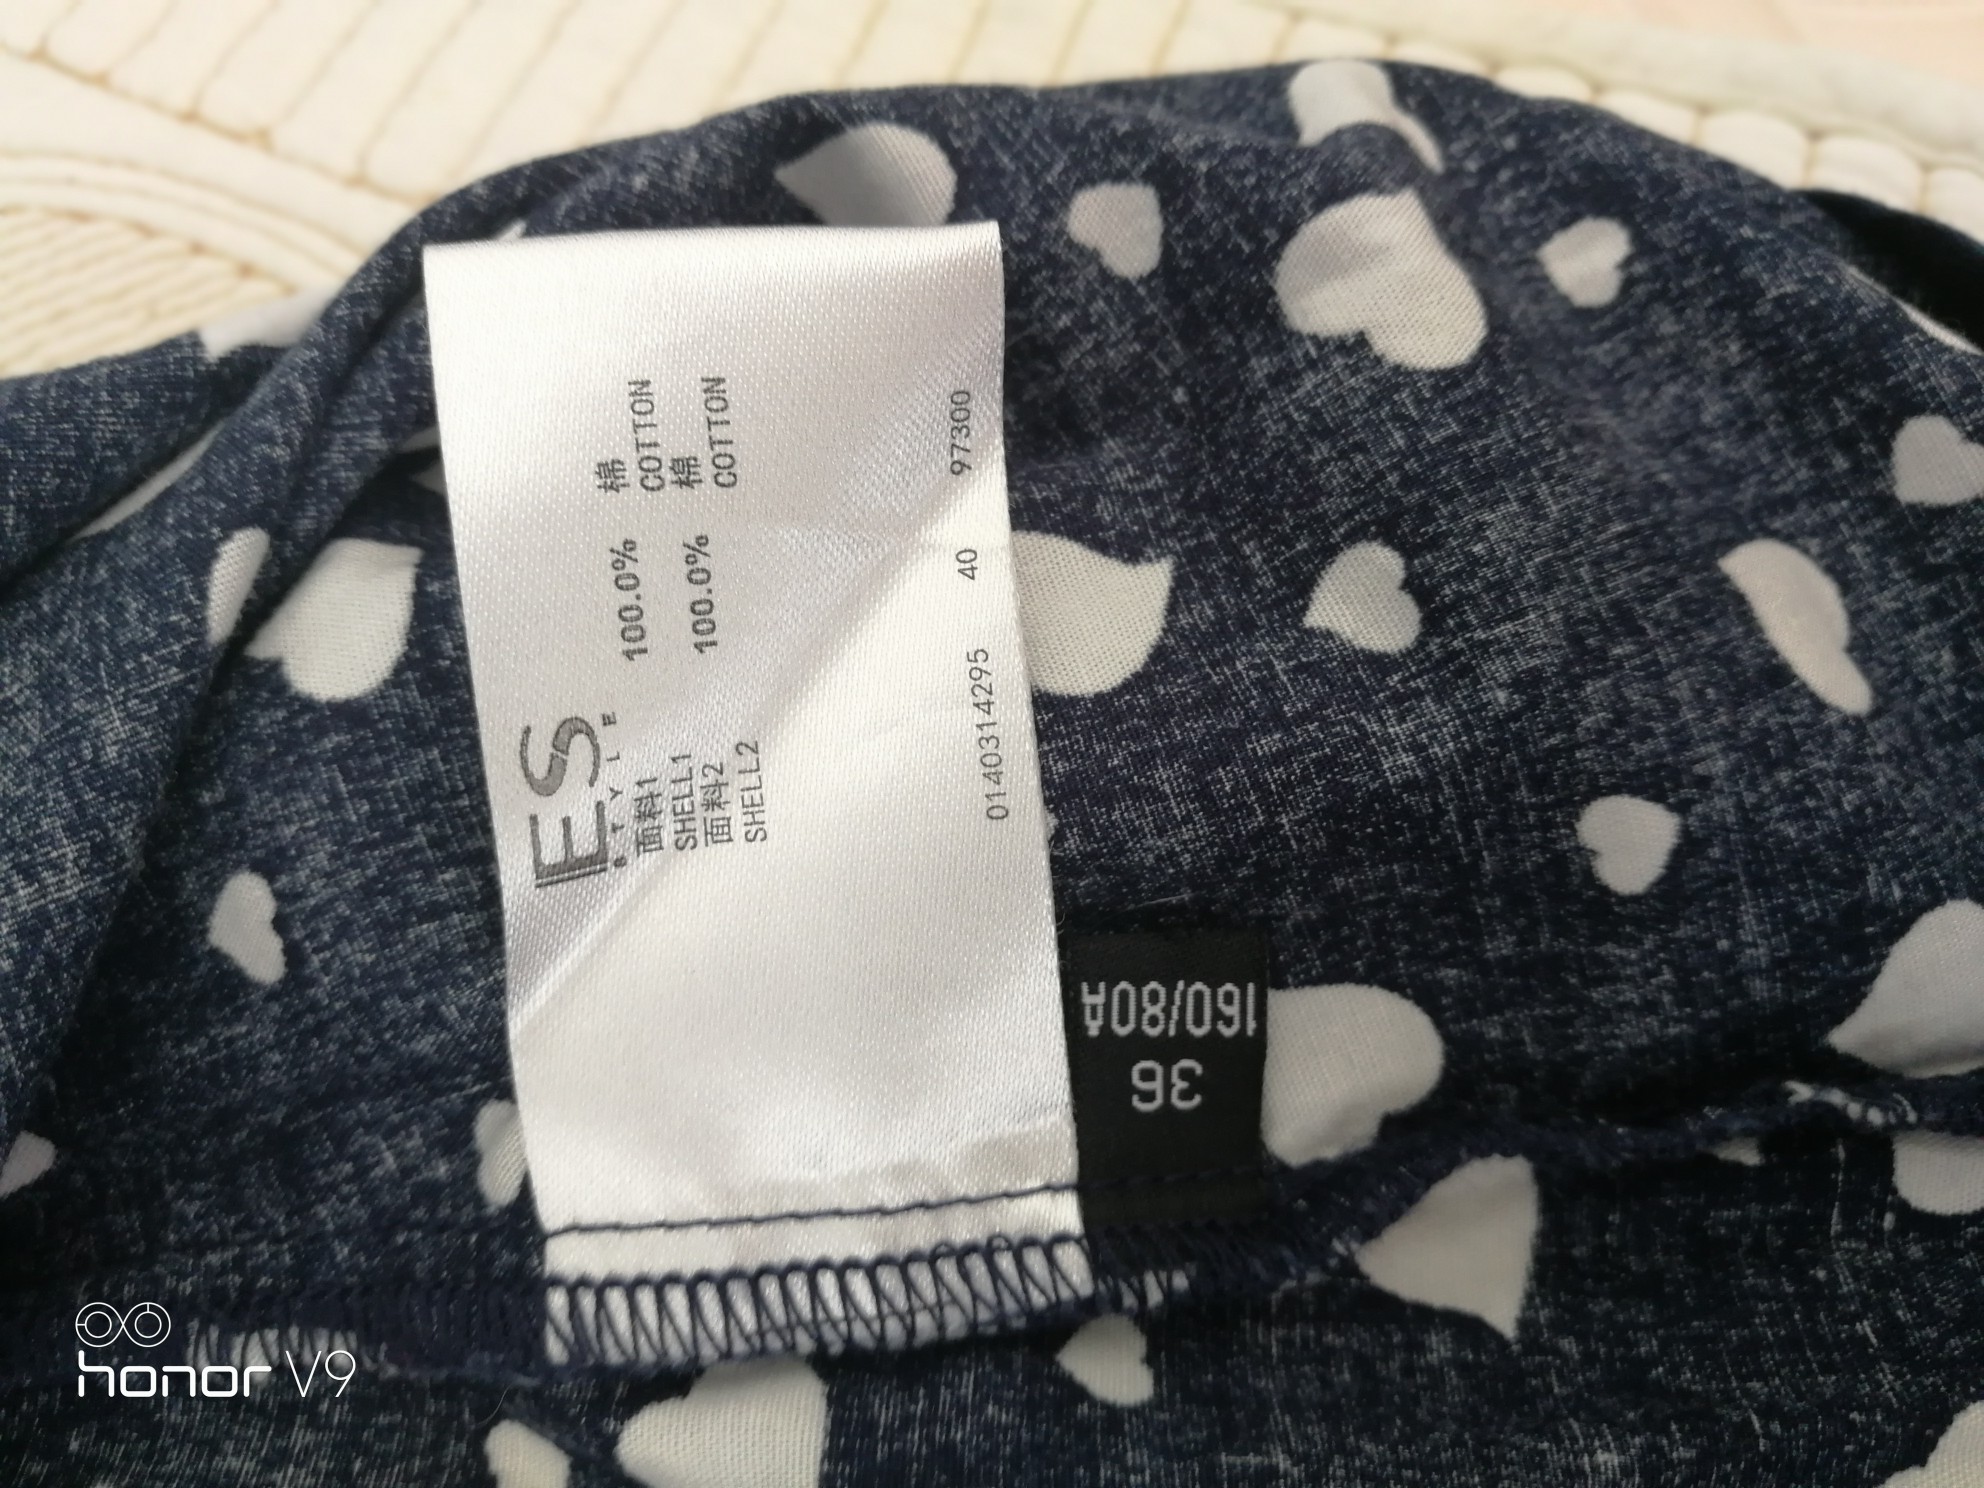 ES
STYLE
面料1 100.0% 棉
SHELL1 COTTON
面料2 100.0% 棉
SHELL2 COTTON
0140314295 40 97300
36
160/80A
honor V9